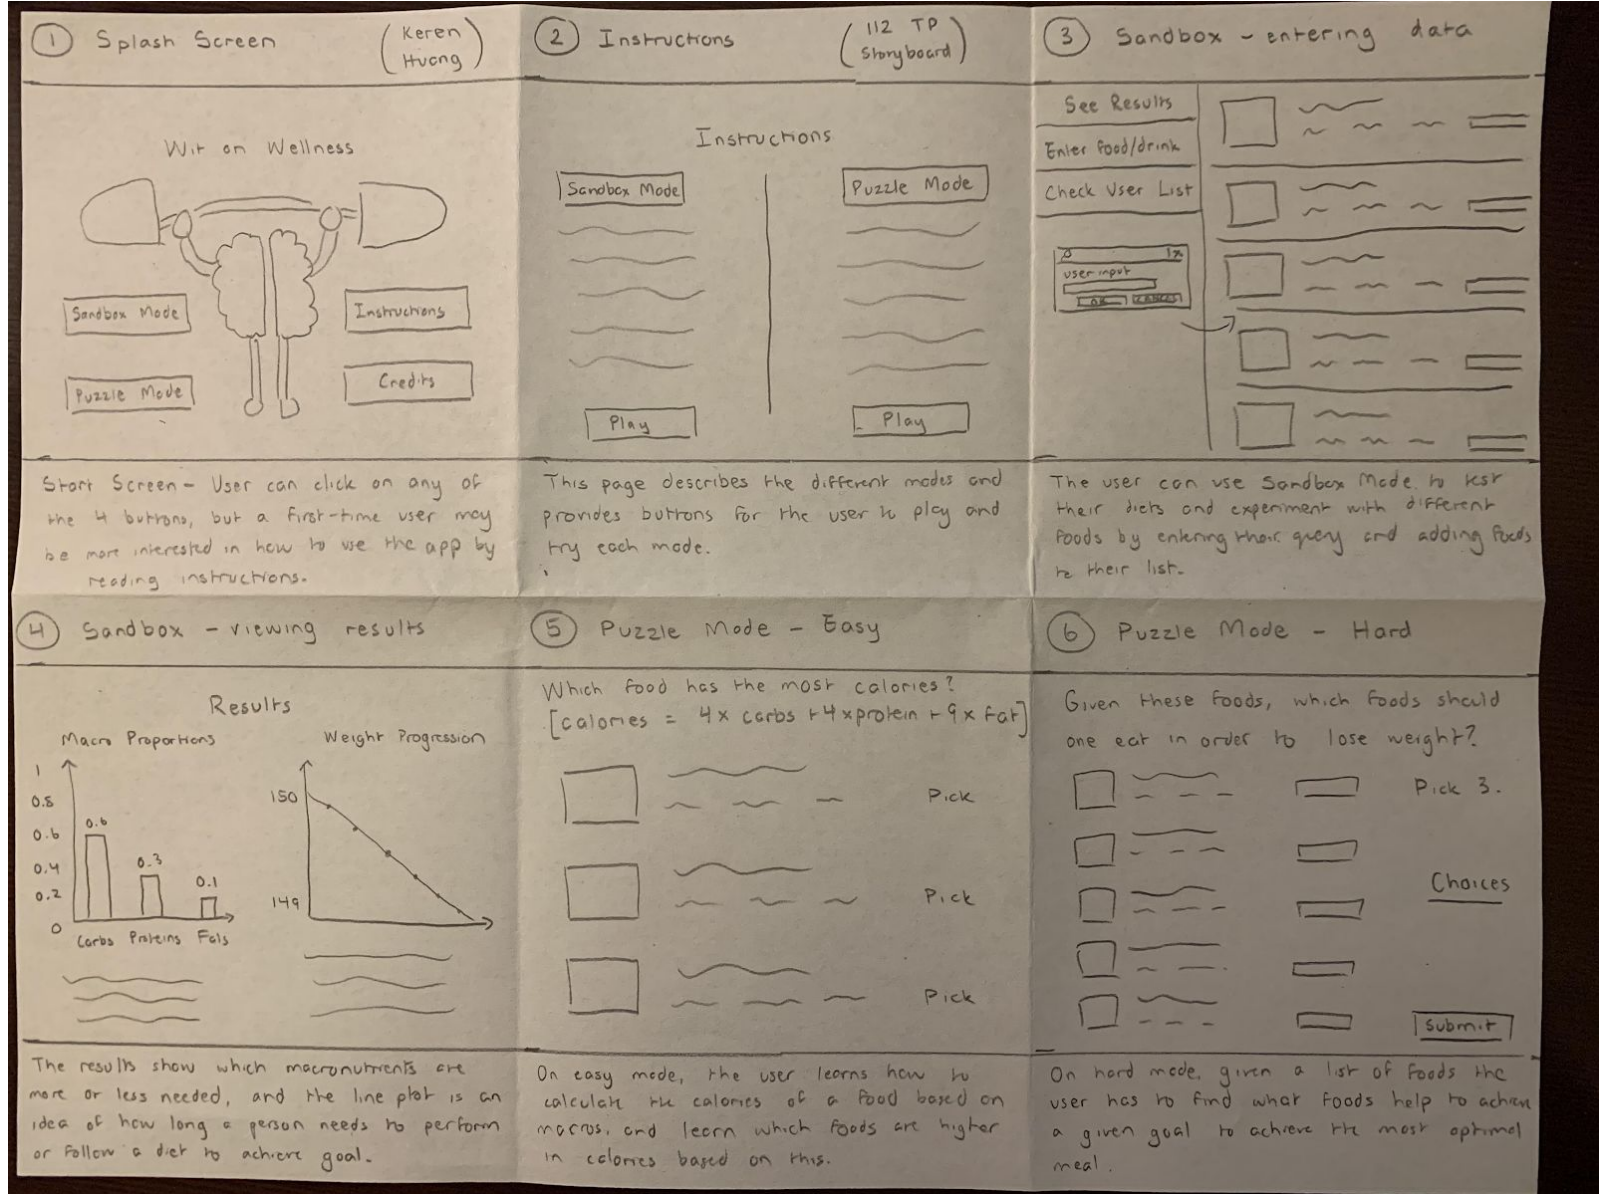 1 Splash Screen
(Keren
Huang)
Wit on Wellness
Sandbox Mode
Instructions
Puzzle Mode
Credits
Start Screen - User can click on any of
the 4 buttons, but a first-time user may
be more interested in how to use the app by
reading instructions.
2 Instructions
(112 TP
Storyboard)
Instructions
Sandbox Mode
Puzzle Mode
Play
Play
This page describes the different modes and
provides buttons for the user to play and
try each mode.
3 Sandbox - entering data
See Results
Enter food/drink
Check User List
user input
OK
CANCEL
The user can use Sandbox Mode to test
their diets and experiment with different
foods by entering their query and adding foods
to their list.
4 Sandbox - viewing results
Results
Macro Proportions
1
0.8
0.6
0.4
0.2
0
0.6
0.3
0.1
Carbs Proteins Fats
Weight Progression
150
149
The results show which macronutrients are
more or less needed, and the line plot is an
idea of how long a person needs to perform
or follow a diet to achieve goal.
5 Puzzle Mode - Easy
Which food has the most calories?
[calories = 4x carbs +4xprotein +9x fat]
Pick
Pick
Pick
On easy mode, the user learns how to
calculate the calories of a food based on
macros, and learn which foods are higher
in calories based on this.
6 Puzzle Mode - Hard
Given these foods, which foods should
one eat in order to lose weight?
Pick 3.
Choices
Submit
On hard mode, given a list of foods the
user has to find what foods help to achieve
a given goal to achieve the most optimal
meal.